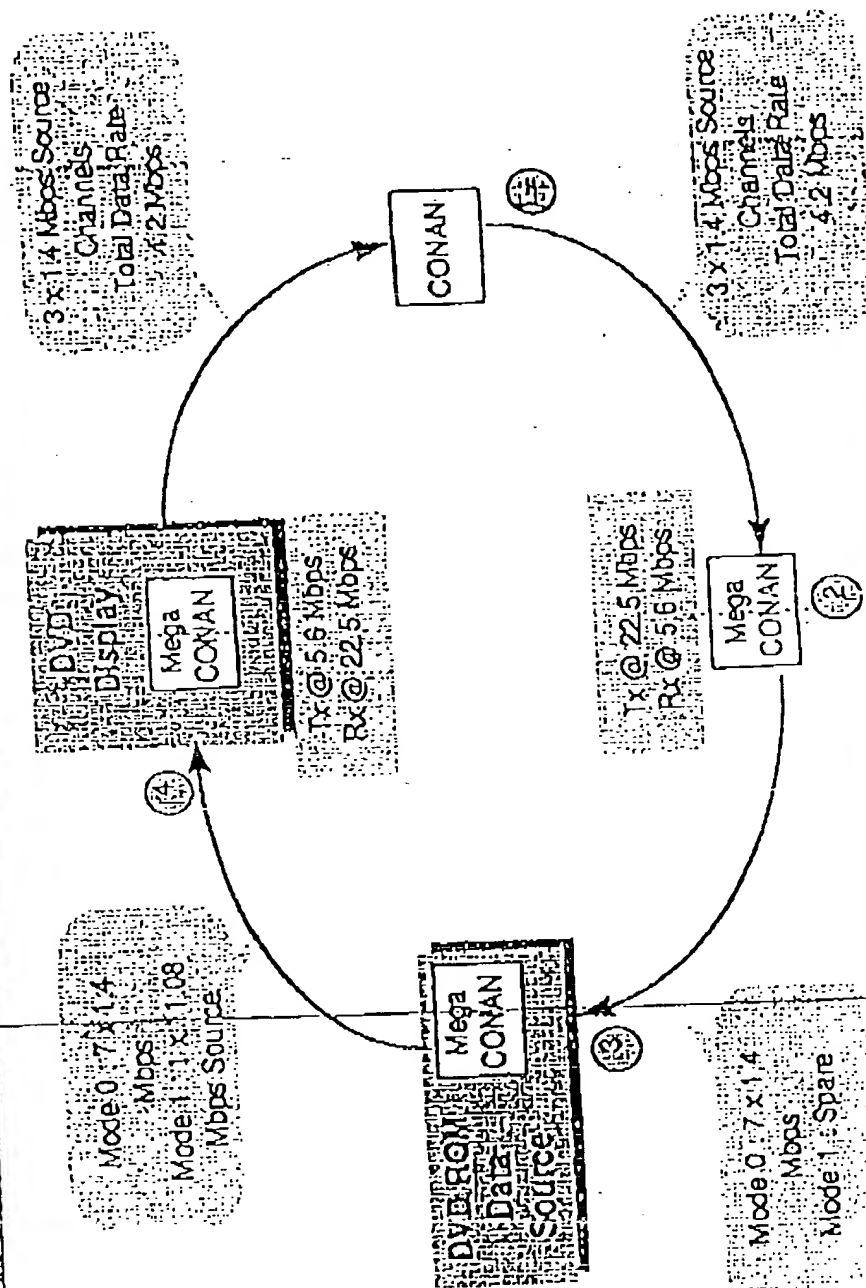 Mode 0 : 7 x 1.4
Mbps
Mode 1 : 1 x 11.08
Mbps Source
4
DVD
Display
Mega
CONAN
Tx @ 5.6 Mbps
Rx @ 22.5 Mbps
3 x 1.4 Mbps Source
Channels
Total Data Rate
4.2 Mbps
CONAN
DVD ROM
Data
Source
Mega
CONAN
3
Mode 0 : 7 x 1.4
Mbps
Mode 1 : Spare
Tx @ 22.5 Mbps
Rx @ 5.6 Mbps
Mega
CONAN
2
3 x 1.4 Mbps Source
Channels
Total Data Rate
4.2 Mbps